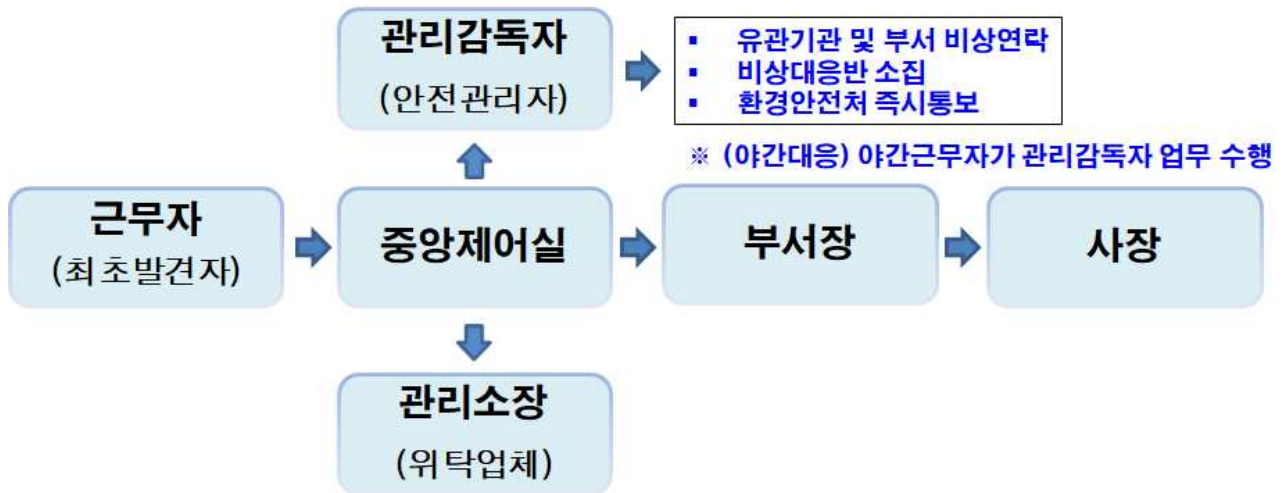 관리감독자
(안전관리자)
▪ 유관기관 및 부서 비상연락
▪ 비상대응반 소집
▪ 환경안전처 즉시통보
※ (야간대응) 야간근무자가 관리감독자 업무 수행
근무자
(최초발견자)
중앙제어실
부서장
사장
관리소장
(위탁업체)